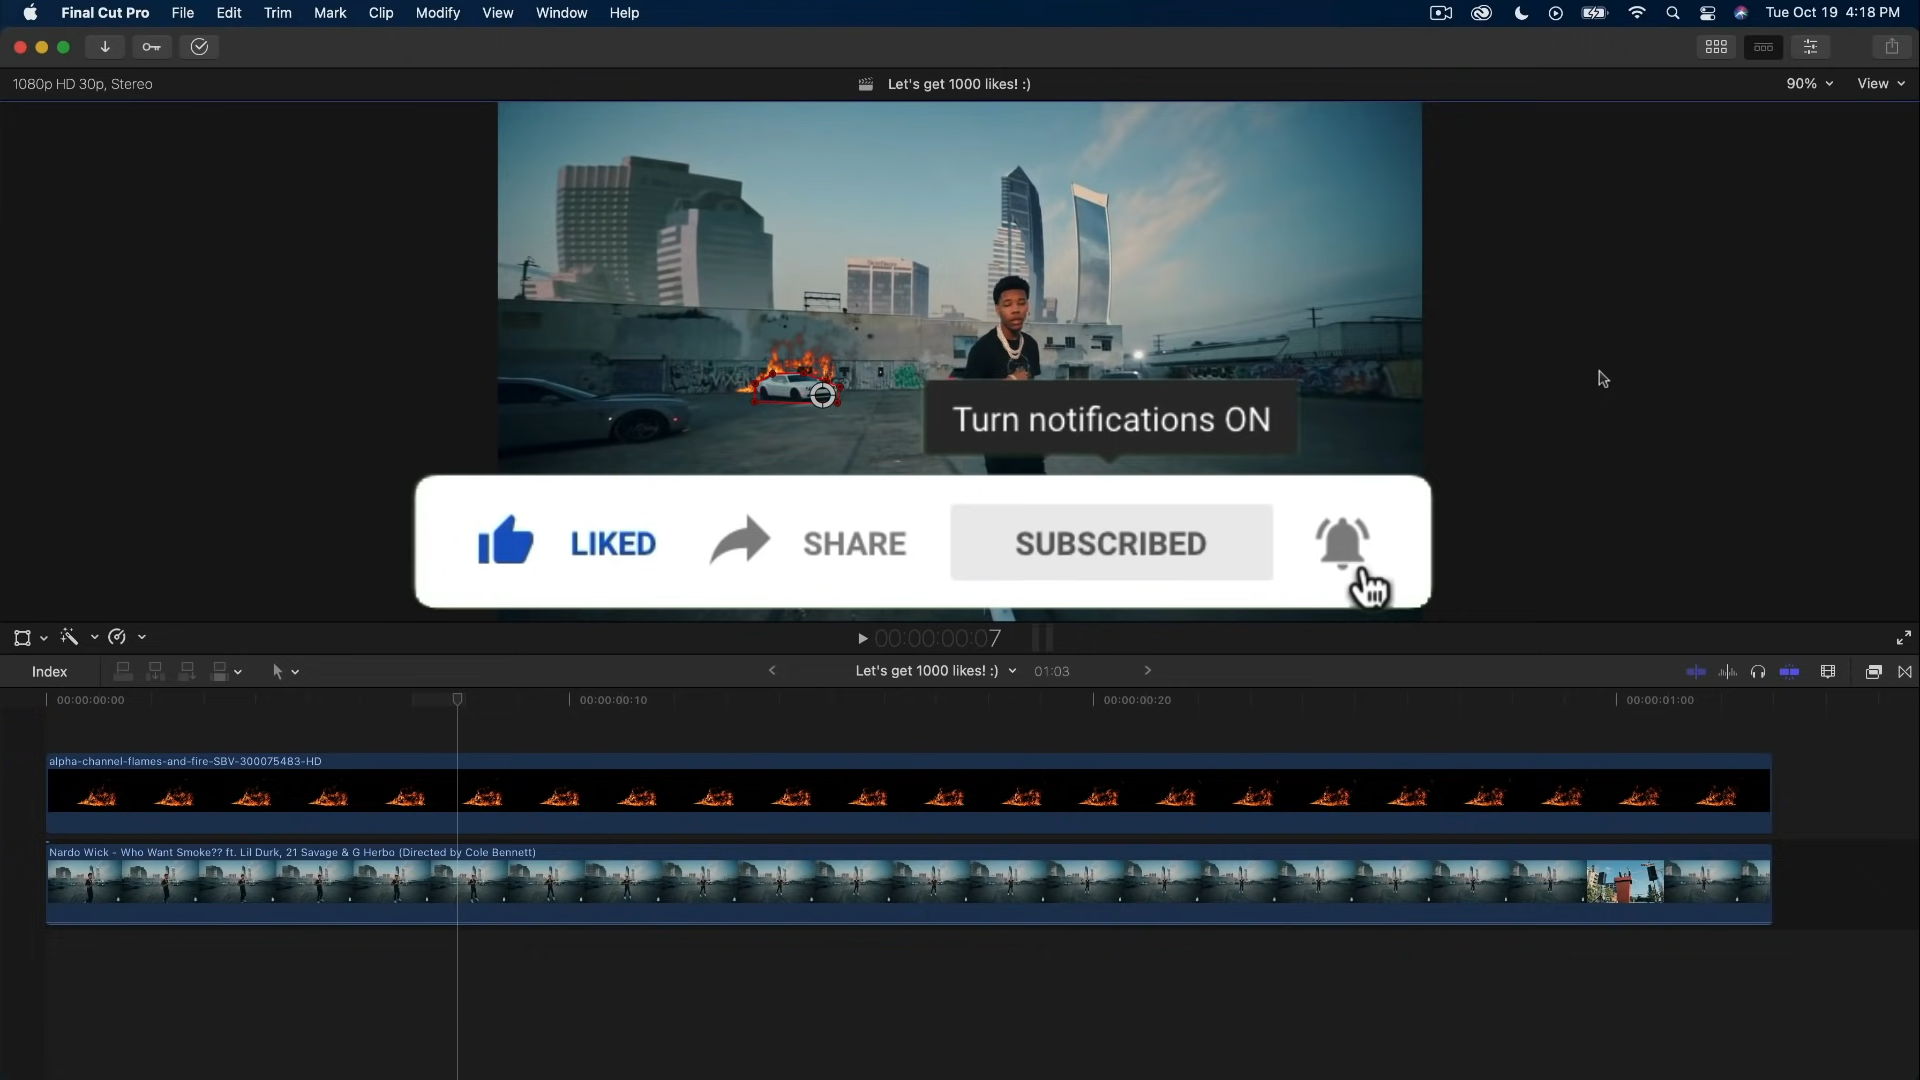 Final Cut Pro File Edit Trim Mark Clip Modify View Window Help Tue Oct 19 4:18 PM
1080p HD 30p, Stereo Let's get 1000 likes! :) 90% View
Turn notifications ON
LIKED SHARE SUBSCRIBED
00:00:00:07
Index Let's get 1000 likes! :) 01:03
00:00:00:00 00:00:00:10 00:00:00:20 00:00:01:00
alpha-channel-flames-and-fire-SBV-300075483-HD
Nardo Wick - Who Want Smoke?? ft. Lil Durk, 21 Savage & G Herbo (Directed by Cole Bennett)